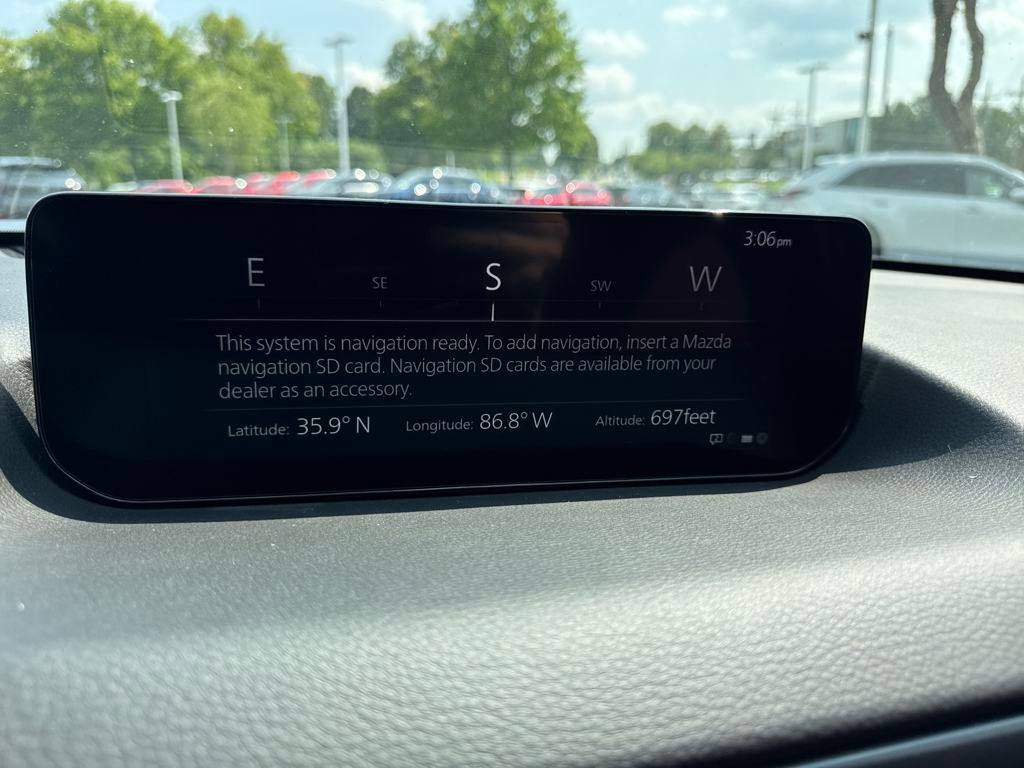 3:06pm
E SE S SW W
This system is navigation ready. To add navigation, insert a Mazda
navigation SD card. Navigation SD cards are available from your
dealer as an accessory.
Latitude: 35.9° N Longitude: 86.8° W Altitude: 697feet